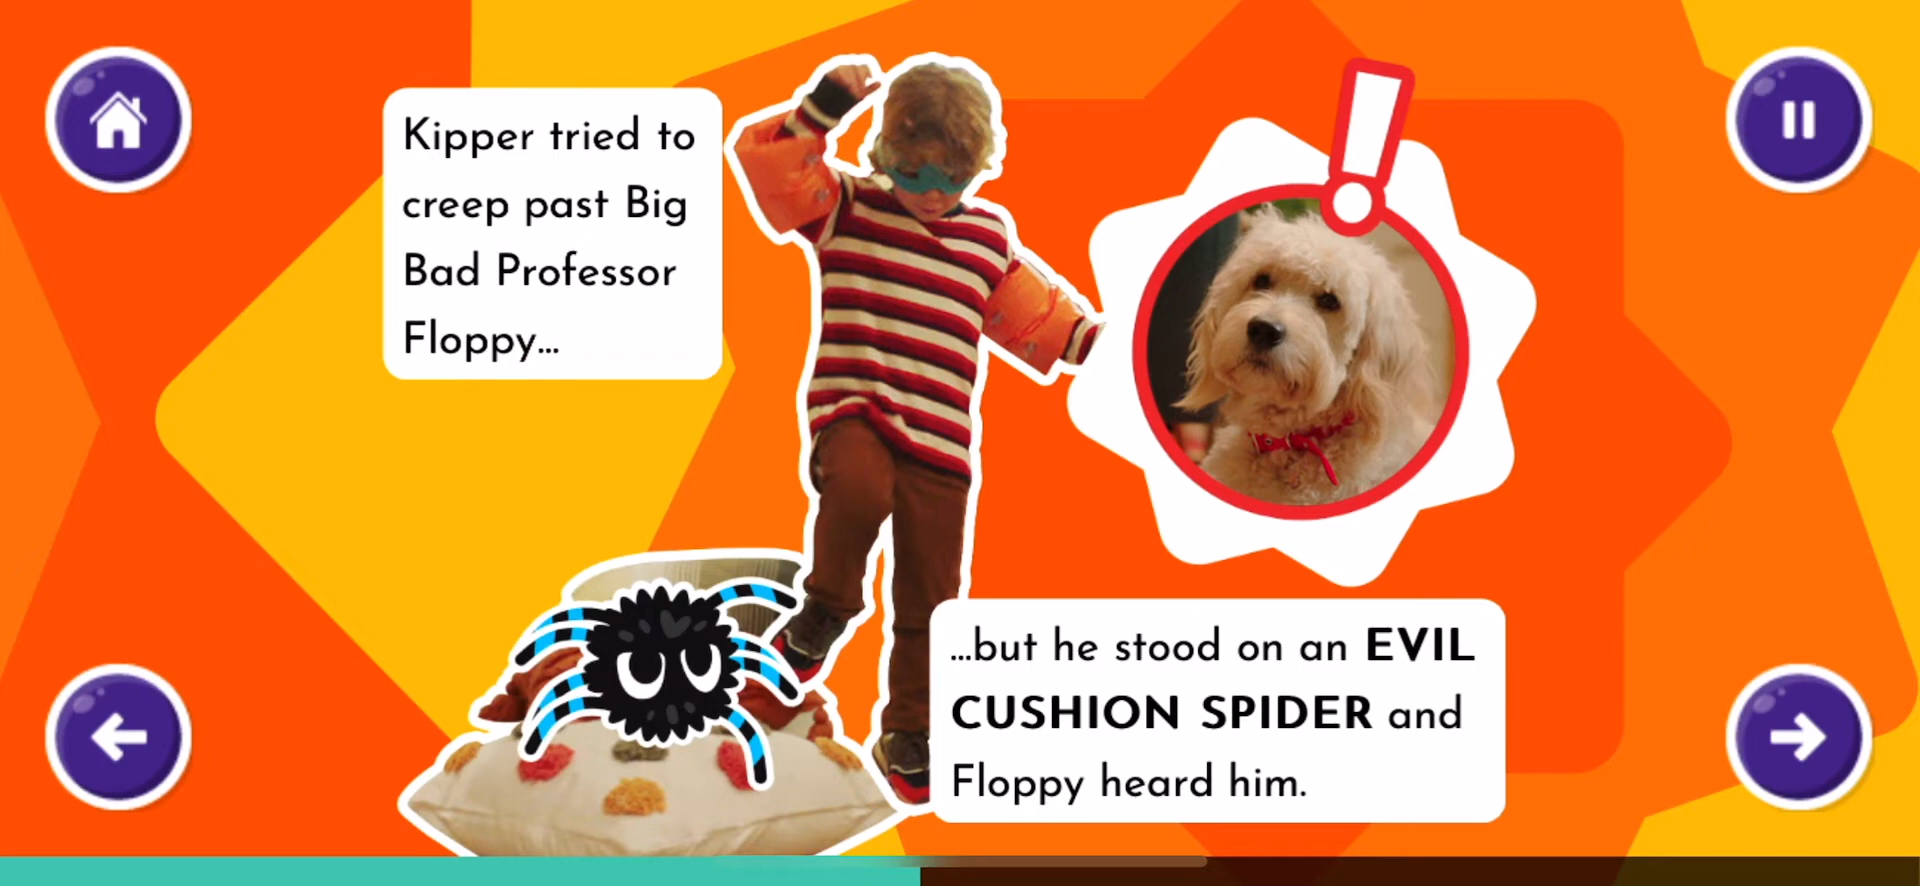 Kipper tried to
creep past Big
Bad Professor
Floppy...
...but he stood on an EVIL
CUSHION SPIDER and
Floppy heard him.